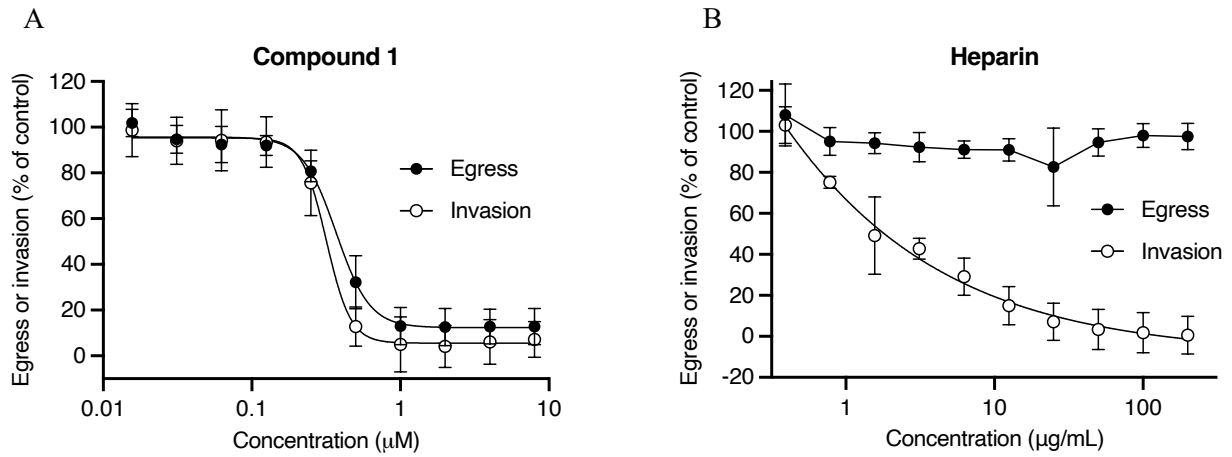 A
Compound 1
Egress or invasion (% of control)
120
100
80
60
40
20
0
Egress
Invasion
0.01
0.1
1
10
Concentration (μM)
B
Heparin
Egress or invasion (% of control)
120
100
80
60
40
20
0
-20
Egress
Invasion
1
10
100
Concentration (µg/mL)